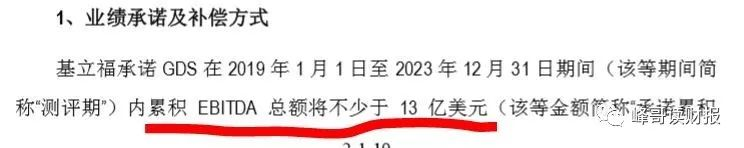 1、业绩承诺及补偿方式
基立福承诺 GDS 在 2019 年 1 月 1 日至 2023 年 12 月 31 日期间（该等期间简
称“测评期”）内累积 EBITDA 总额将不少于 13 亿美元（该等金额简称“承诺累积
峰哥读财报